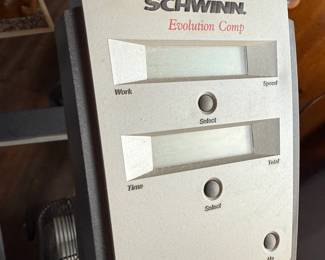 SCHWINN.
Evolution Comp
Work Speed
Select
Time Total
Select